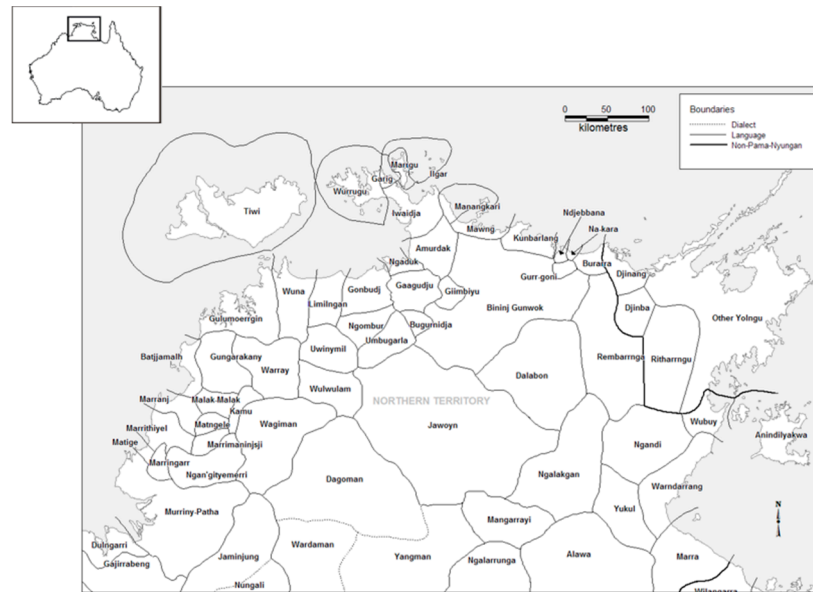 0 50 100
kilometres
Boundaries
Dialect
Language
Non-Pama-Nyungan
Marrgu
Garig
Ilgar
Wurrugu
Tiwi
Iwaidja
Manangkari
Ndjebbana
Na-kara
Mawng
Kunbarlang
Amurdak
Ngaduk
Burarra
Gurr-goni
Djinang
Wuna
Gonbudj
Gaagudju
Giimbiyu
Limilngan
Bininj Gunwok
Djinba
Other Yolngu
Gulumoerrgin
Ngombur
Bugurnidja
Umbugarla
Uwinymil
Batjjamalh
Gungarakany
Warray
Rembarrnga
Ritharrngu
Dalabon
Wulwulam
Marranj
Malak-Malak
NORTHERN TERRITORY
Kamu
Matngele
Wagiman
Jawoyn
Wubuy
Anindilyakwa
Marrithiyel
Matige
Marrimaninjsji
Ngandi
Marringarr
Ngan'gityemerri
Dagoman
Ngalakgan
Warndarrang
Murriny-Patha
Yukul
N
Mangarrayi
Dulngarri
Gajirrabeng
Jaminjung
Wardaman
Yangman
Ngalarrunga
Alawa
Marra
Nungali
Wilangarra